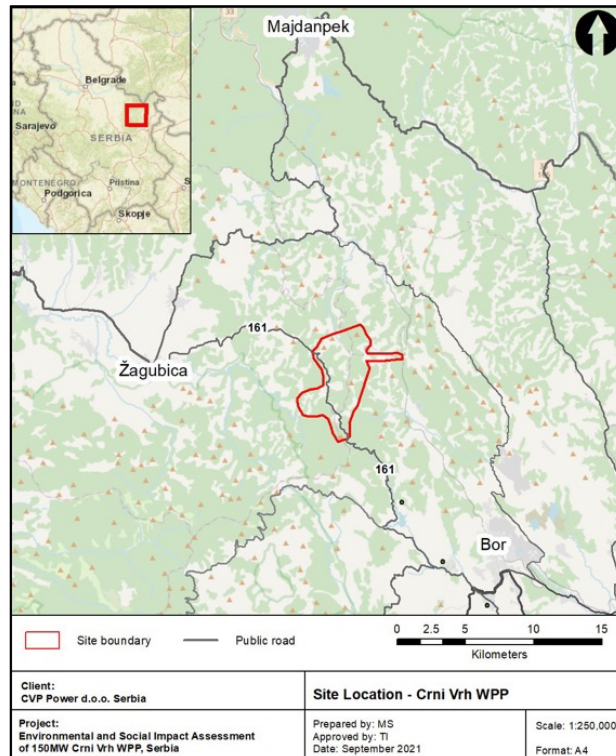 33
Majdanpek
Belgrade
Sarajevo
SERBIA
MONTENEGRO
Podgorica
Pristina
Skopje
161
Žagubica
161
Bor
Site boundary
Public road
0 2.5 5 10 15
Kilometers
Client:
CVP Power d.o.o. Serbia
Site Location - Crni Vrh WPP
Project:
Environmental and Social Impact Assessment
of 150MW Crni Vrh WPP, Serbia
Prepared by: MS
Approved by: TI
Date: September 2021
Scale: 1:250,000
Format: A4